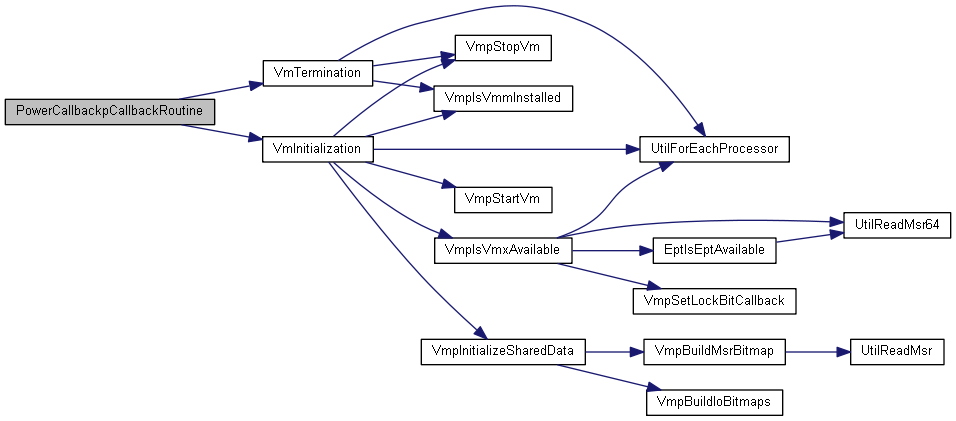 PowerCallbackpCallbackRoutine
VmTermination
VmInitialization
VmpStopVm
VmpIsVmmInstalled
UtilForEachProcessor
VmpStartVm
VmpIsVmxAvailable
EptIsEptAvailable
UtilReadMsr64
VmpSetLockBitCallback
VmpInitializeSharedData
VmpBuildMsrBitmap
UtilReadMsr
VmpBuildIoBitmaps